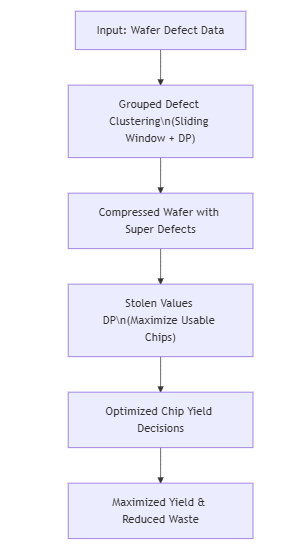 Input: Wafer Defect Data
Grouped Defect
Clustering\n(Sliding
Window + DP)
Compressed Wafer with
Super Defects
Stolen Values
DP\n(Maximize Usable
Chips)
Optimized Chip Yield
Decisions
Maximized Yield &
Reduced Waste